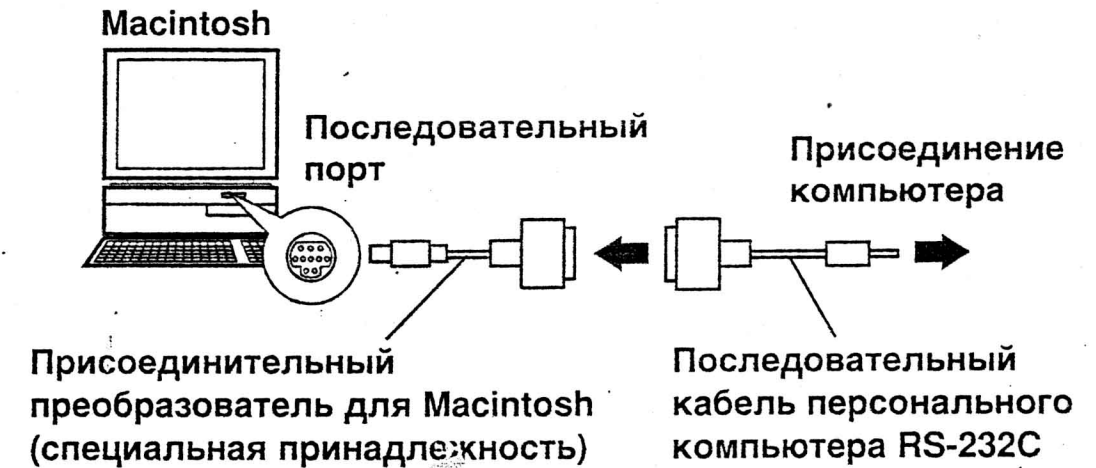 Macintosh
Последовательный
порт
Присоединение
компьютера
Присоединительный
преобразователь для Macintosh
(специальная принадлежность)
Последовательный
кабель персонального
компьютера RS-232C